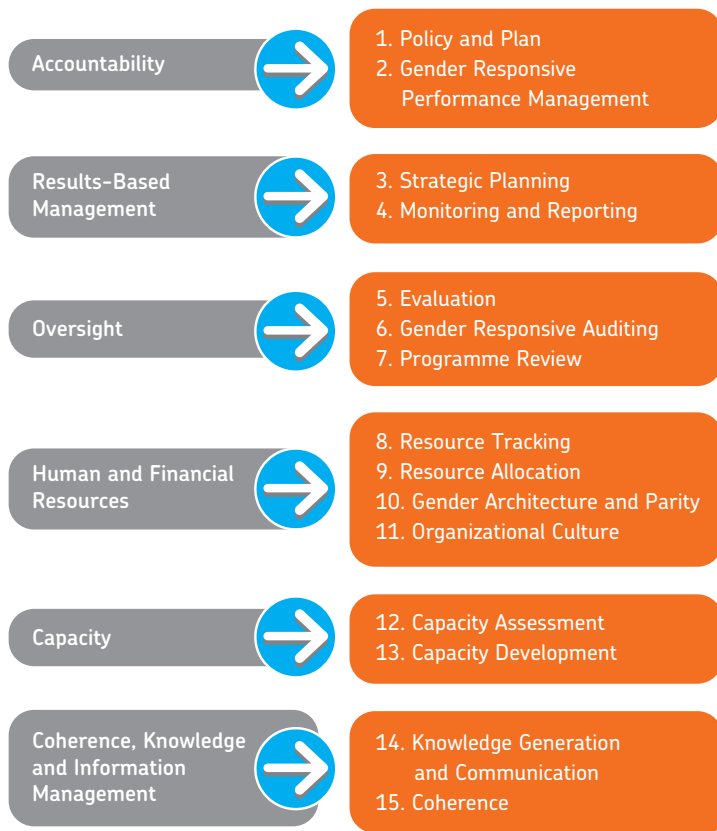 Accountability
1. Policy and Plan
2. Gender Responsive
Performance Management
Results-Based
Management
3. Strategic Planning
4. Monitoring and Reporting
Oversight
5. Evaluation
6. Gender Responsive Auditing
7. Programme Review
Human and Financial
Resources
8. Resource Tracking
9. Resource Allocation
10. Gender Architecture and Parity
11. Organizational Culture
Capacity
12. Capacity Assessment
13. Capacity Development
Coherence, Knowledge
and Information
Management
14. Knowledge Generation
and Communication
15. Coherence